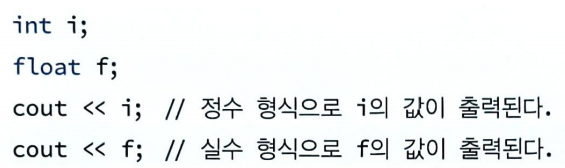 int i;
float f;
cout << i; // 정수 형식으로 i의 값이 출력된다.
cout << f; // 실수 형식으로 f의 값이 출력된다.